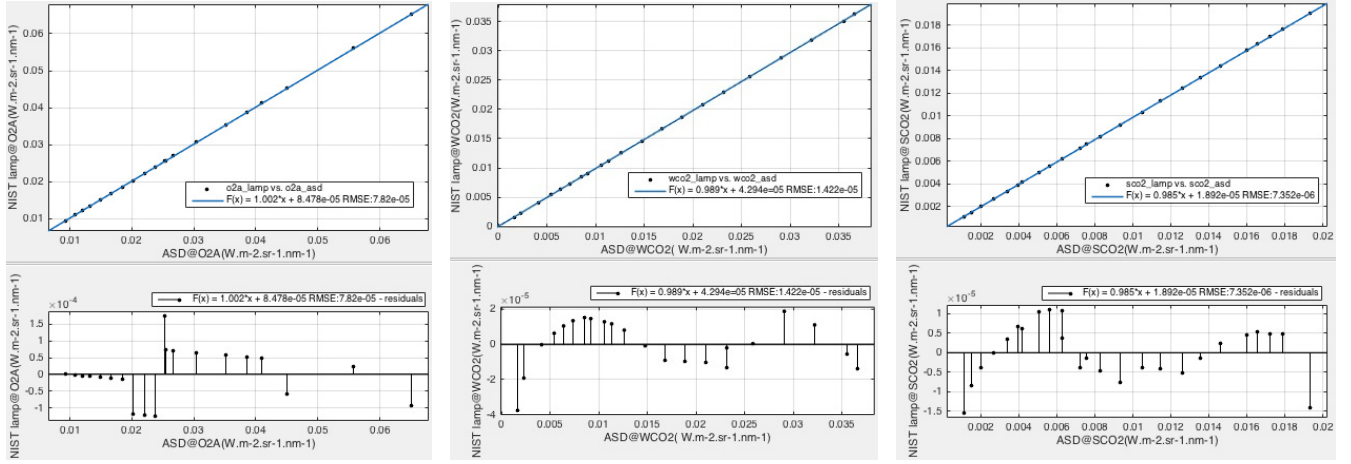 NIST lamp@O2A(W.m-2.sr-1.nm-1)
0.06
0.05
0.04
0.03
0.02
0.01
o2a_lamp vs. o2a_asd
F(x) = 1.002*x + 8.478e-05 RMSE:7.82e-05
0.01 0.02 0.03 0.04 0.05 0.06
ASD@O2A(W.m-2.sr-1.nm-1)
NIST lamp@WCO2(W.m-2.sr-1.nm-1)
0.035
0.03
0.025
0.02
0.015
0.01
0.005
0
wco2_lamp vs. wco2_asd
F(x) = 0.989*x + 4.294e=05 RMSE:1.422e-05
0 0.005 0.01 0.015 0.02 0.025 0.03 0.035
ASD@WCO2( W.m-2.sr-1.nm-1)
NIST lamp@SCO2(W.m-2.sr-1.nm-1)
0.018
0.016
0.014
0.012
0.01
0.008
0.006
0.004
0.002
sco2_lamp vs. sco2_asd
F(x) = 0.985*x + 1.892e-05 RMSE:7.352e-06
0.002 0.004 0.006 0.008 0.01 0.012 0.014 0.016 0.018 0.02
ASD@SCO2(W.m-2.sr-1.nm-1)
NIST lamp@O2A(W.m-2.sr-1.nm-1)
×10-4
F(x) = 1.002*x + 8.478e-05 RMSE:7.82e-05 - residuals
1.5
1
0.5
0
-0.5
-1
0.01 0.02 0.03 0.04 0.05 0.06
ASD@O2A(W.m-2.sr-1.nm-1)
NIST lamp@WCO2(W.m-2.sr-1.nm-1)
×10-5
F(x) = 0.989*x + 4.294e=05 RMSE:1.422e-05 - residuals
2
0
-2
-4
0 0.005 0.01 0.015 0.02 0.025 0.03 0.035
ASD@WCO2( W.m-2.sr-1.nm-1)
NIST lamp@SCO2(W.m-2.sr-1.nm-1)
×10-5
F(x) = 0.985*x + 1.892e-05 RMSE:7.352e-06 - residuals
1
0.5
0
-0.5
-1
-1.5
0.002 0.004 0.006 0.008 0.01 0.012 0.014 0.016 0.018 0.02
ASD@SCO2(W.m-2.sr-1.nm-1)